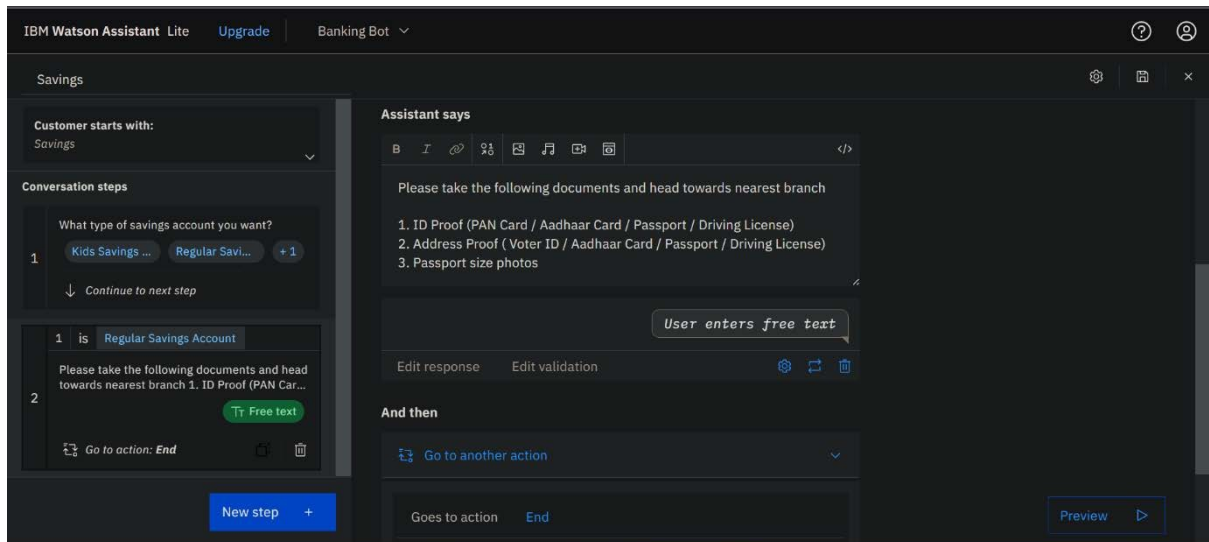 IBM Watson Assistant Lite Upgrade Banking Bot
Savings
Customer starts with:
Savings
Conversation steps
1
What type of savings account you want?
Kids Savings ... Regular Savi... + 1
Continue to next step
2
1 is Regular Savings Account
Please take the following documents and head
towards nearest branch 1. ID Proof (PAN Car...
Free text
Go to action: End
New step +
Assistant says
B I </>
Please take the following documents and head towards nearest branch
1. ID Proof (PAN Card / Aadhaar Card / Passport / Driving License)
2. Address Proof ( Voter ID / Aadhaar Card / Passport / Driving License)
3. Passport size photos
User enters free text
Edit response Edit validation
And then
Go to another action
Goes to action End
Preview